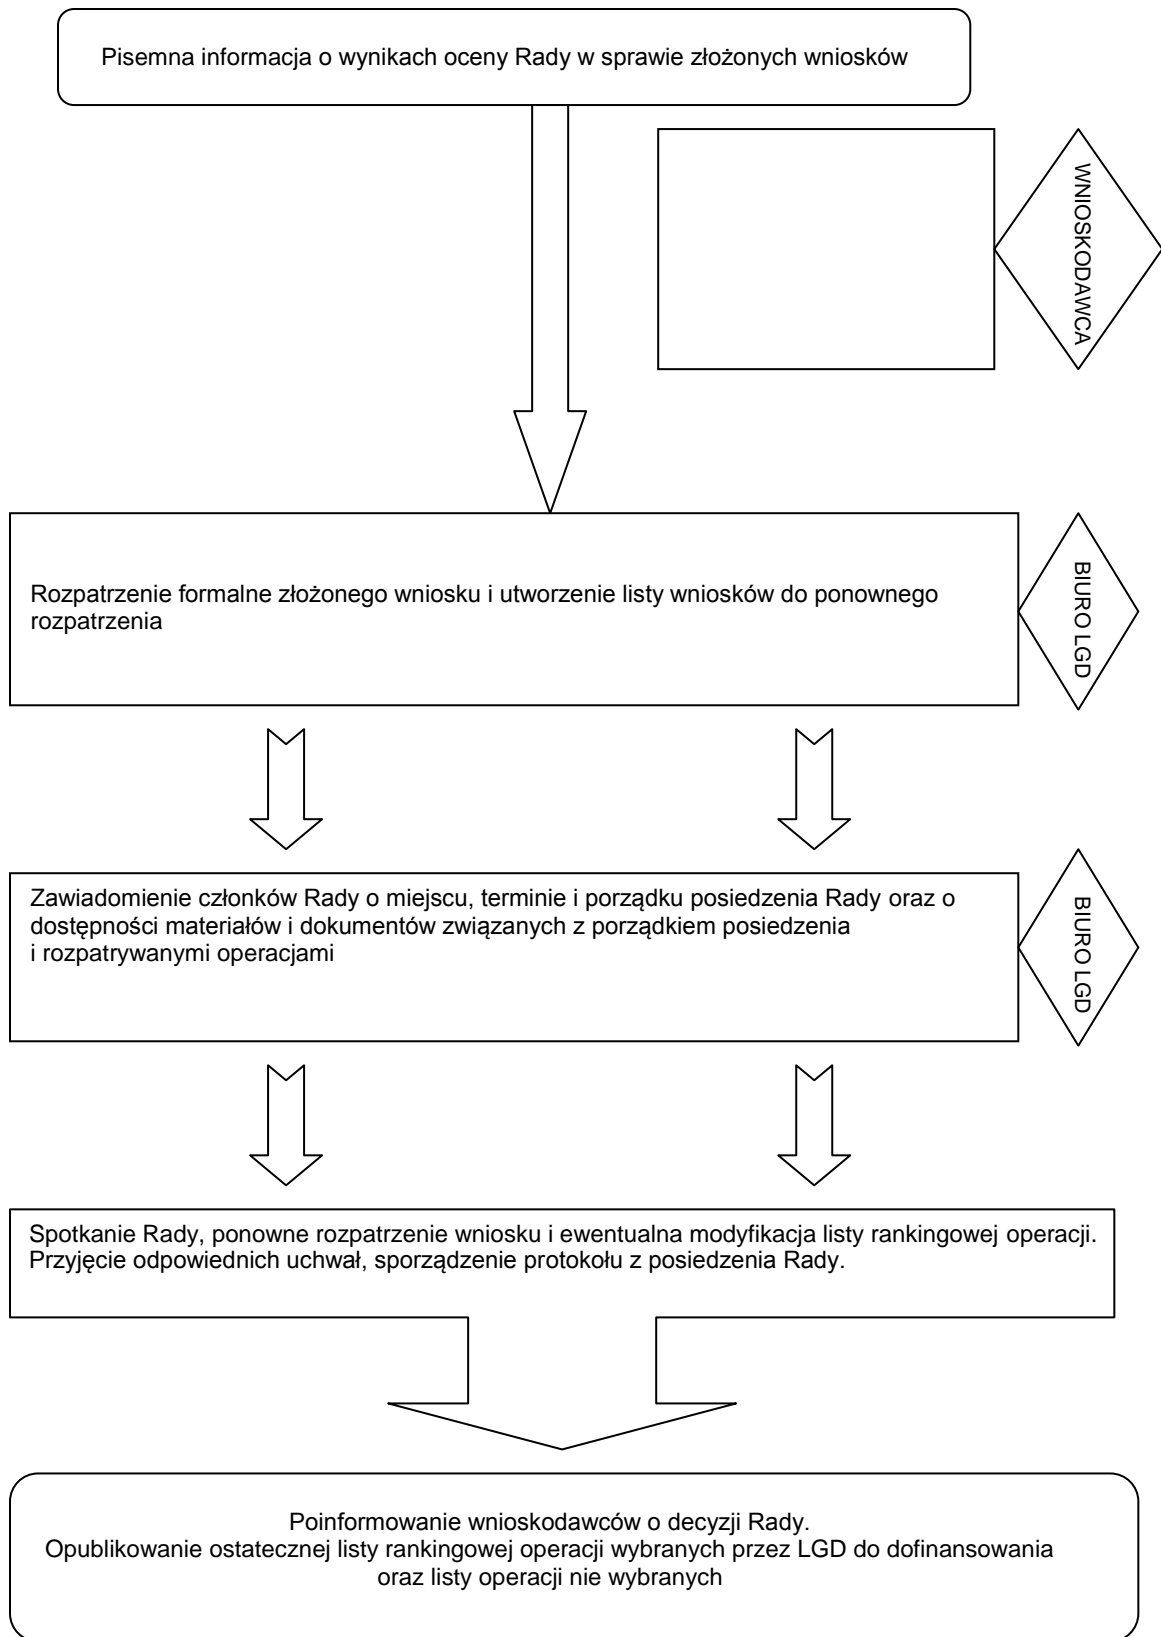 Pisemna informacja o wynikach oceny Rady w sprawie złożonych wniosków
WNIOSKODAWCA
Rozpatrzenie formalne złożonego wniosku i utworzenie listy wniosków do ponownego
rozpatrzenia
BIURO LGD
Zawiadomienie członków Rady o miejscu, terminie i porządku posiedzenia Rady oraz o
dostępności materiałów i dokumentów związanych z porządkiem posiedzenia
i rozpatrywanymi operacjami
BIURO LGD
Spotkanie Rady, ponowne rozpatrzenie wniosku i ewentualna modyfikacja listy rankingowej operacji.
Przyjęcie odpowiednich uchwał, sporządzenie protokołu z posiedzenia Rady.
Poinformowanie wnioskodawców o decyzji Rady.
Opublikowanie ostatecznej listy rankingowej operacji wybranych przez LGD do dofinansowania
oraz listy operacji nie wybranych